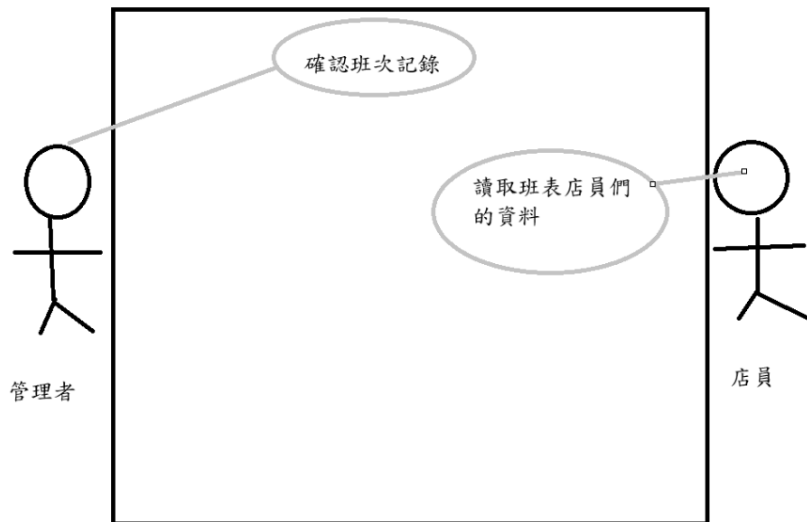 確認班次記錄
讀取班表店員們
的資料
管理者
店員